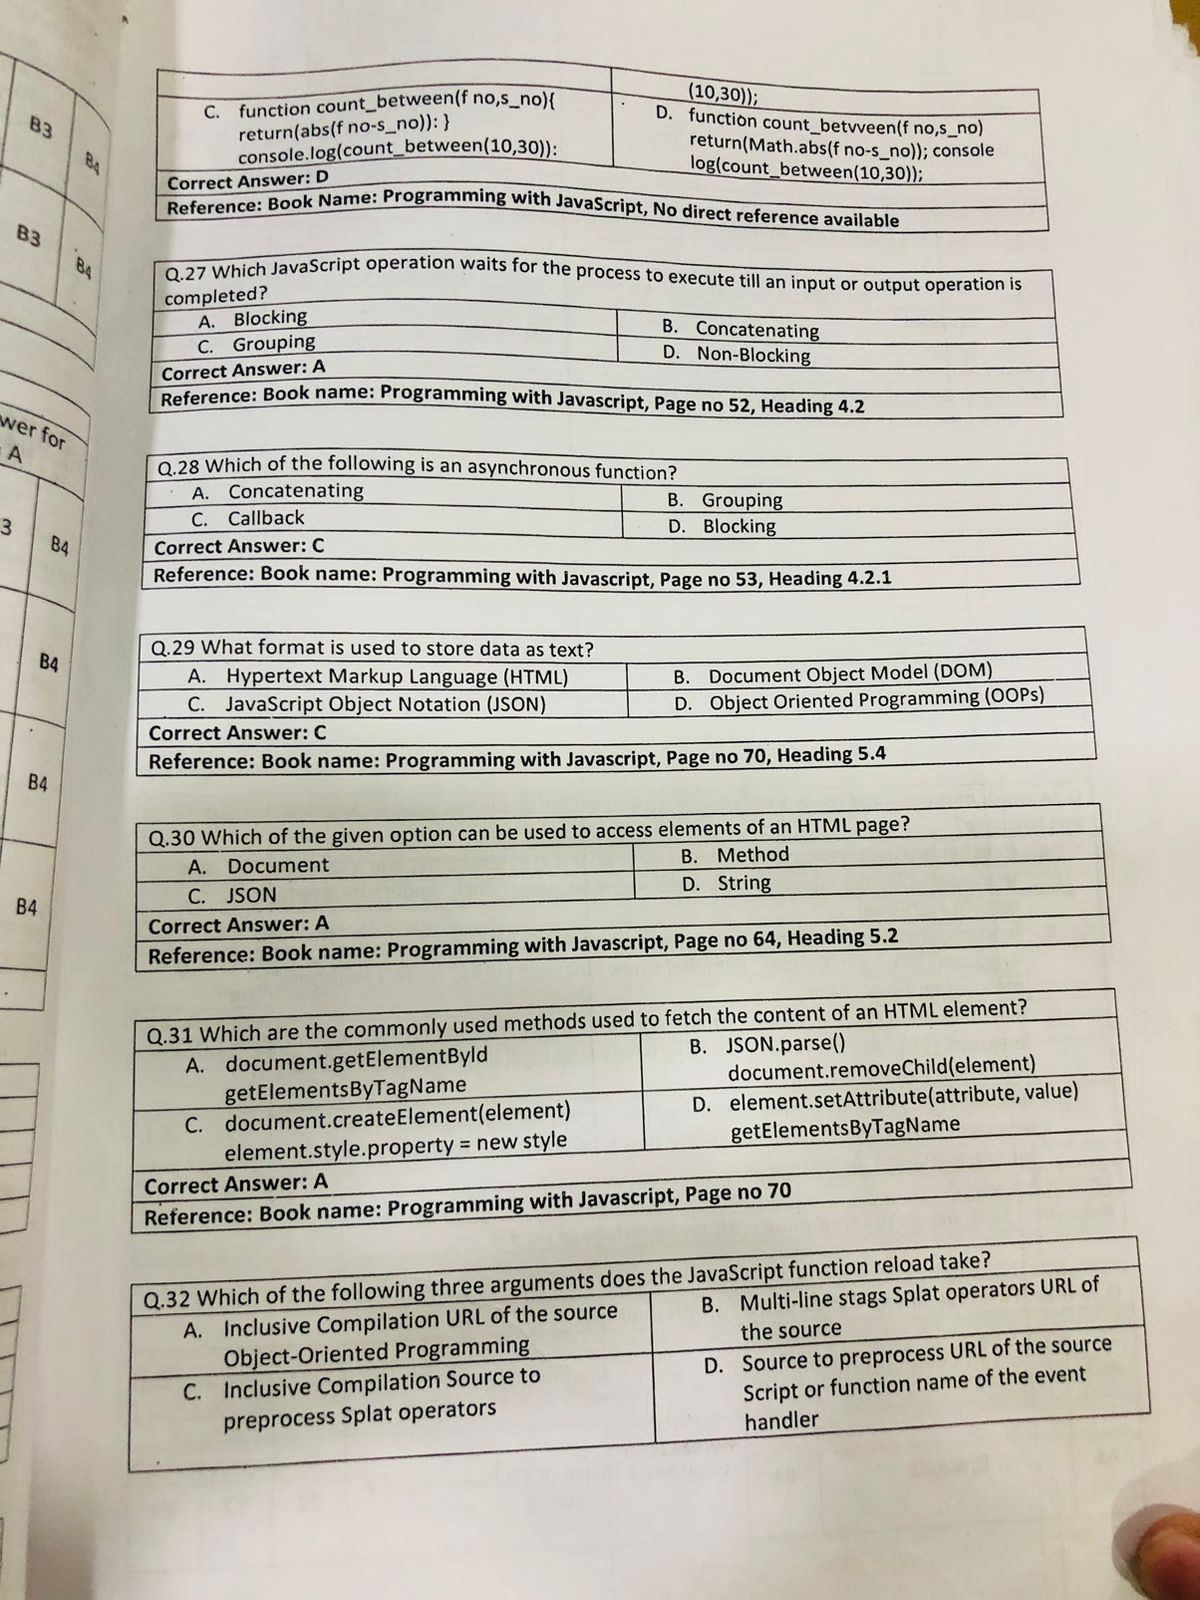 B3
B4
B3
B4
wer for
A
3
B4
B4
B4
B4
(10,30));
C. function count_between(f no,s_no){
return(abs(f no-s_no)): }
console.log(count_between(10,30)):
D. function count_betvveen(f no,s_no)
return(Math.abs(f no-s_no)); console
log(count_between(10,30));
Correct Answer: D
Reference: Book Name: Programming with JavaScript, No direct reference available
Q.27 Which JavaScript operation waits for the process to execute till an input or output operation is
completed?
A. Blocking
B. Concatenating
C. Grouping
D. Non-Blocking
Correct Answer: A
Reference: Book name: Programming with Javascript, Page no 52, Heading 4.2
Q.28 Which of the following is an asynchronous function?
A. Concatenating
B. Grouping
C. Callback
D. Blocking
Correct Answer: C
Reference: Book name: Programming with Javascript, Page no 53, Heading 4.2.1
Q.29 What format is used to store data as text?
A. Hypertext Markup Language (HTML)
B. Document Object Model (DOM)
C. JavaScript Object Notation (JSON)
D. Object Oriented Programming (OOPs)
Correct Answer: C
Reference: Book name: Programming with Javascript, Page no 70, Heading 5.4
Q.30 Which of the given option can be used to access elements of an HTML page?
A. Document
B. Method
C. JSON
D. String
Correct Answer: A
Reference: Book name: Programming with Javascript, Page no 64, Heading 5.2
Q.31 Which are the commonly used methods used to fetch the content of an HTML element?
A. document.getElementById
getElementsByTagName
B. JSON.parse()
document.removeChild(element)
C. document.createElement(element)
element.style.property = new style
D. element.setAttribute(attribute, value)
getElementsByTagName
Correct Answer: A
Reference: Book name: Programming with Javascript, Page no 70
Q.32 Which of the following three arguments does the JavaScript function reload take?
A. Inclusive Compilation URL of the source
Object-Oriented Programming
B. Multi-line stags Splat operators URL of
the source
C. Inclusive Compilation Source to
preprocess Splat operators
D. Source to preprocess URL of the source
Script or function name of the event
handler